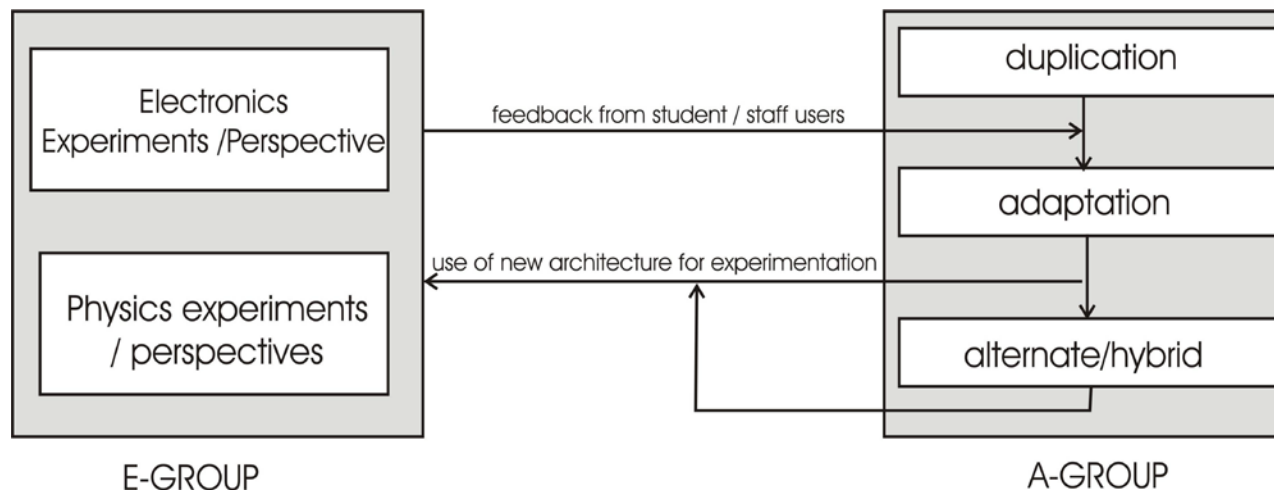 Electronics
Experiments /Perspective
Physics experiments
/ perspectives
E-GROUP
feedback from student / staff users
use of new architecture for experimentation
duplication
adaptation
alternate/hybrid
A-GROUP